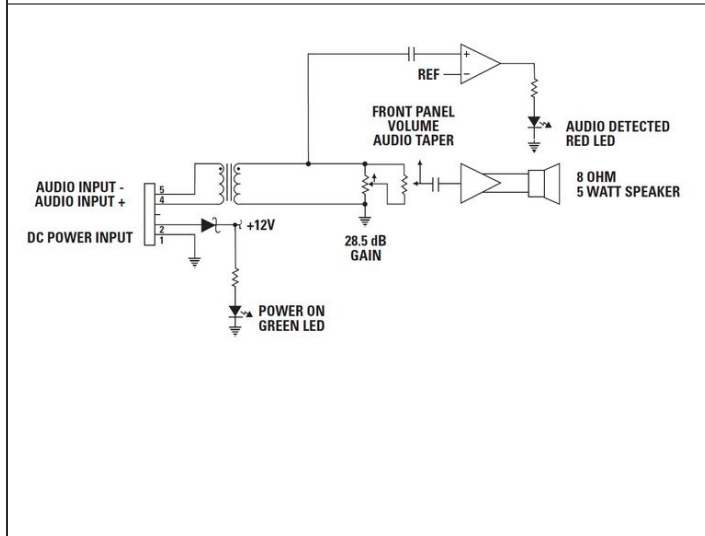 REF
FRONT PANEL
VOLUME
AUDIO TAPER
AUDIO DETECTED
RED LED
8 OHM
5 WATT SPEAKER
AUDIO INPUT -
AUDIO INPUT +
DC POWER INPUT
5
4
2
1
+12V
28.5 dB
GAIN
POWER ON
GREEN LED
+
-